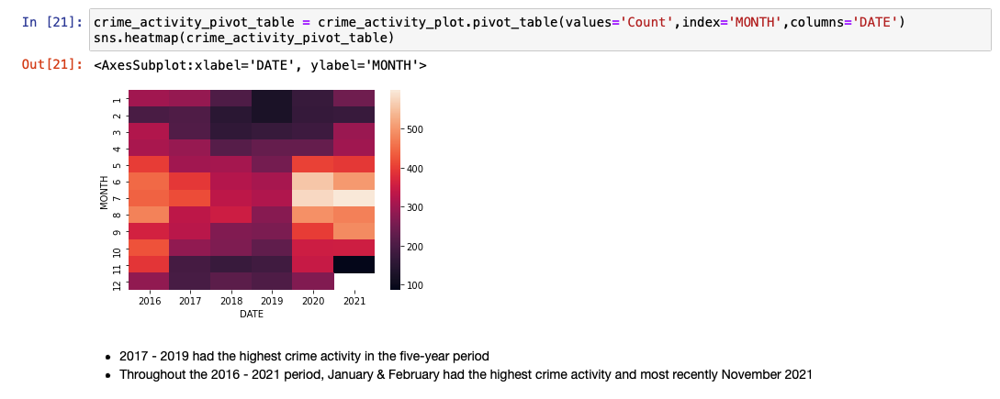 In [21]: crime_activity_pivot_table = crime_activity_plot.pivot_table(values='Count',index='MONTH',columns='DATE')
sns.heatmap(crime_activity_pivot_table)
Out[21]: <AxesSubplot:xlabel='DATE', ylabel='MONTH'>
MONTH
1
2
3
4
5
6
7
8
9
10
11
12
2016 2017 2018 2019 2020 2021
DATE
500
400
300
200
100
• 2017 - 2019 had the highest crime activity in the five-year period
• Throughout the 2016 - 2021 period, January & February had the highest crime activity and most recently November 2021